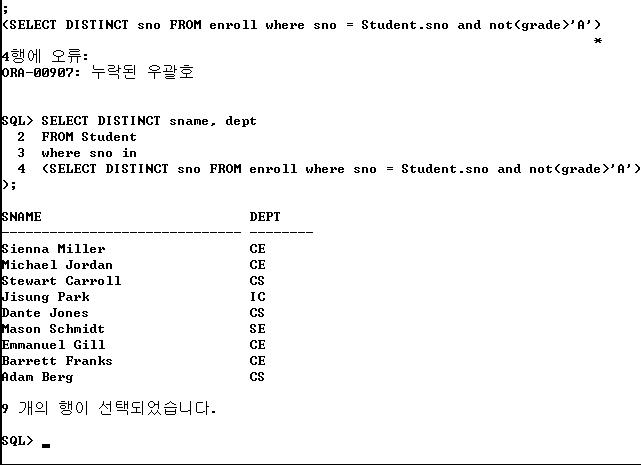 ;
(SELECT DISTINCT sno FROM enroll where sno = Student.sno and not(grade>'A')
*
4행에 오류:
ORA-00907: 누락된 우괄호
SQL> SELECT DISTINCT sname, dept
2 FROM Student
3 where sno in
4 (SELECT DISTINCT sno FROM enroll where sno = Student.sno and not(grade>'A')
);
SNAME DEPT
------------------------------ --------
Sienna Miller CE
Michael Jordan CE
Stewart Carroll CS
Jisung Park IC
Dante Jones CS
Mason Schmidt SE
Emmanuel Gill CE
Barrett Franks CE
Adam Berg CS
9 개의 행이 선택되었습니다.
SQL>